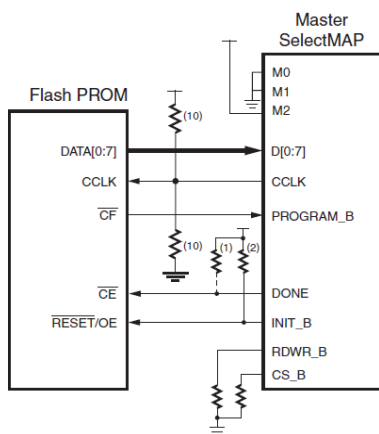 Master
SelectMAP
Flash PROM
M0
M1
M2
(10)
DATA[0:7]
D[0:7]
CCLK
CCLK
CF
PROGRAM_B
(10)
(1)
(2)
CE
DONE
RESET/OE
INIT_B
RDWR_B
CS_B